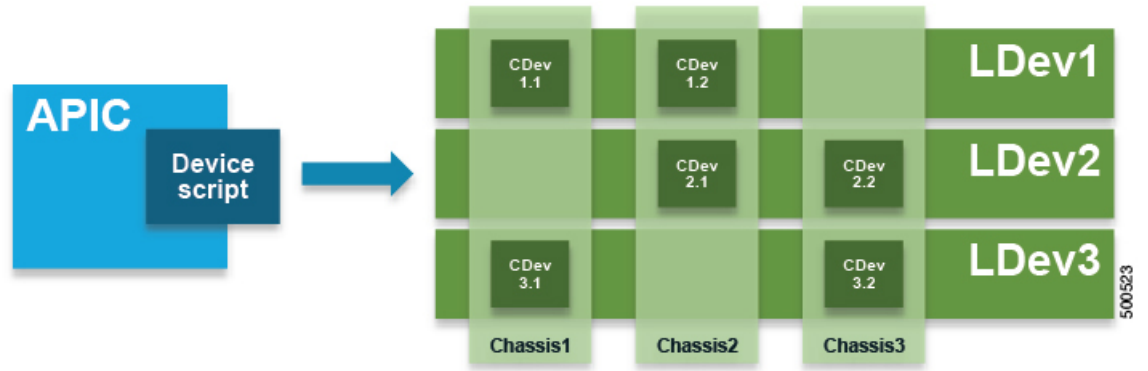 APIC
Device
script
CDev
1.1
CDev
1.2
LDev1
CDev
2.1
CDev
2.2
LDev2
CDev
3.1
CDev
3.2
LDev3
Chassis1
Chassis2
Chassis3
500523